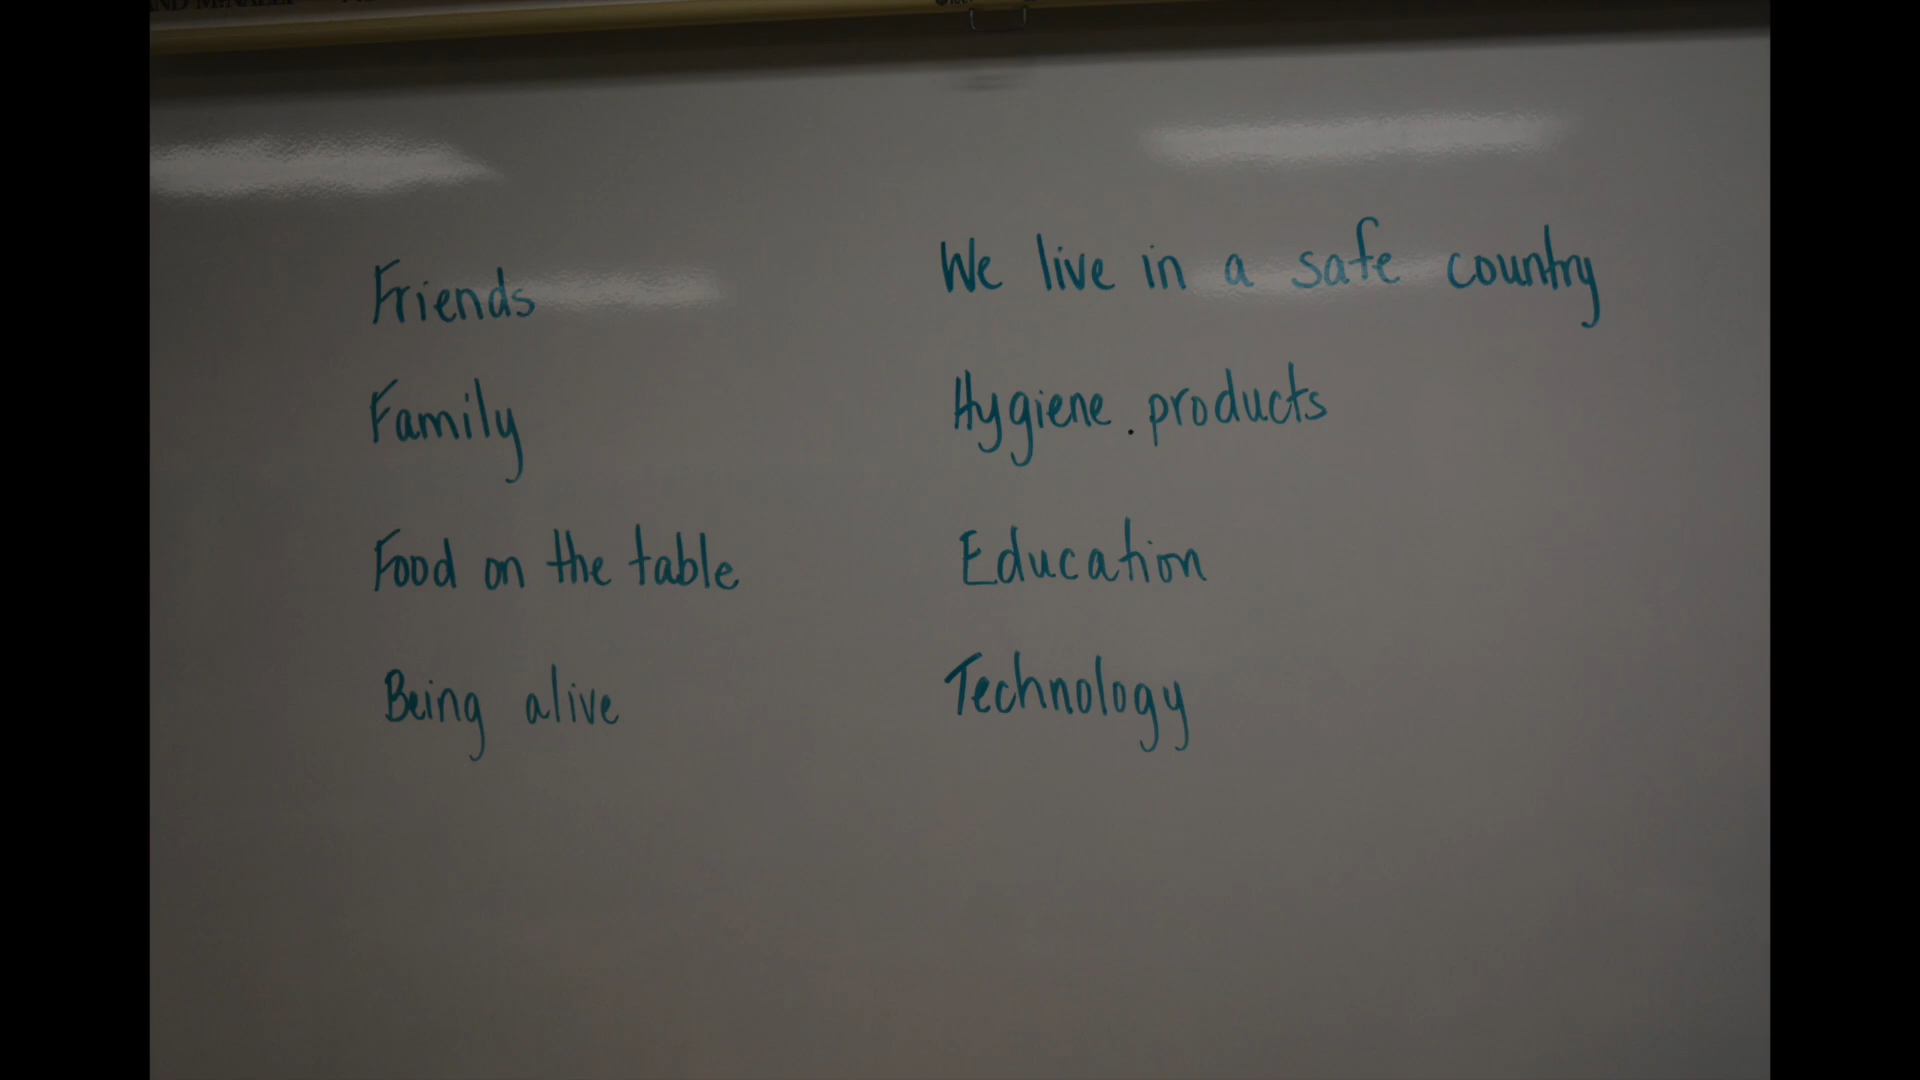 Friends
Family
Food on the table
Being alive
We live in a safe country
Hygiene products
Education
Technology